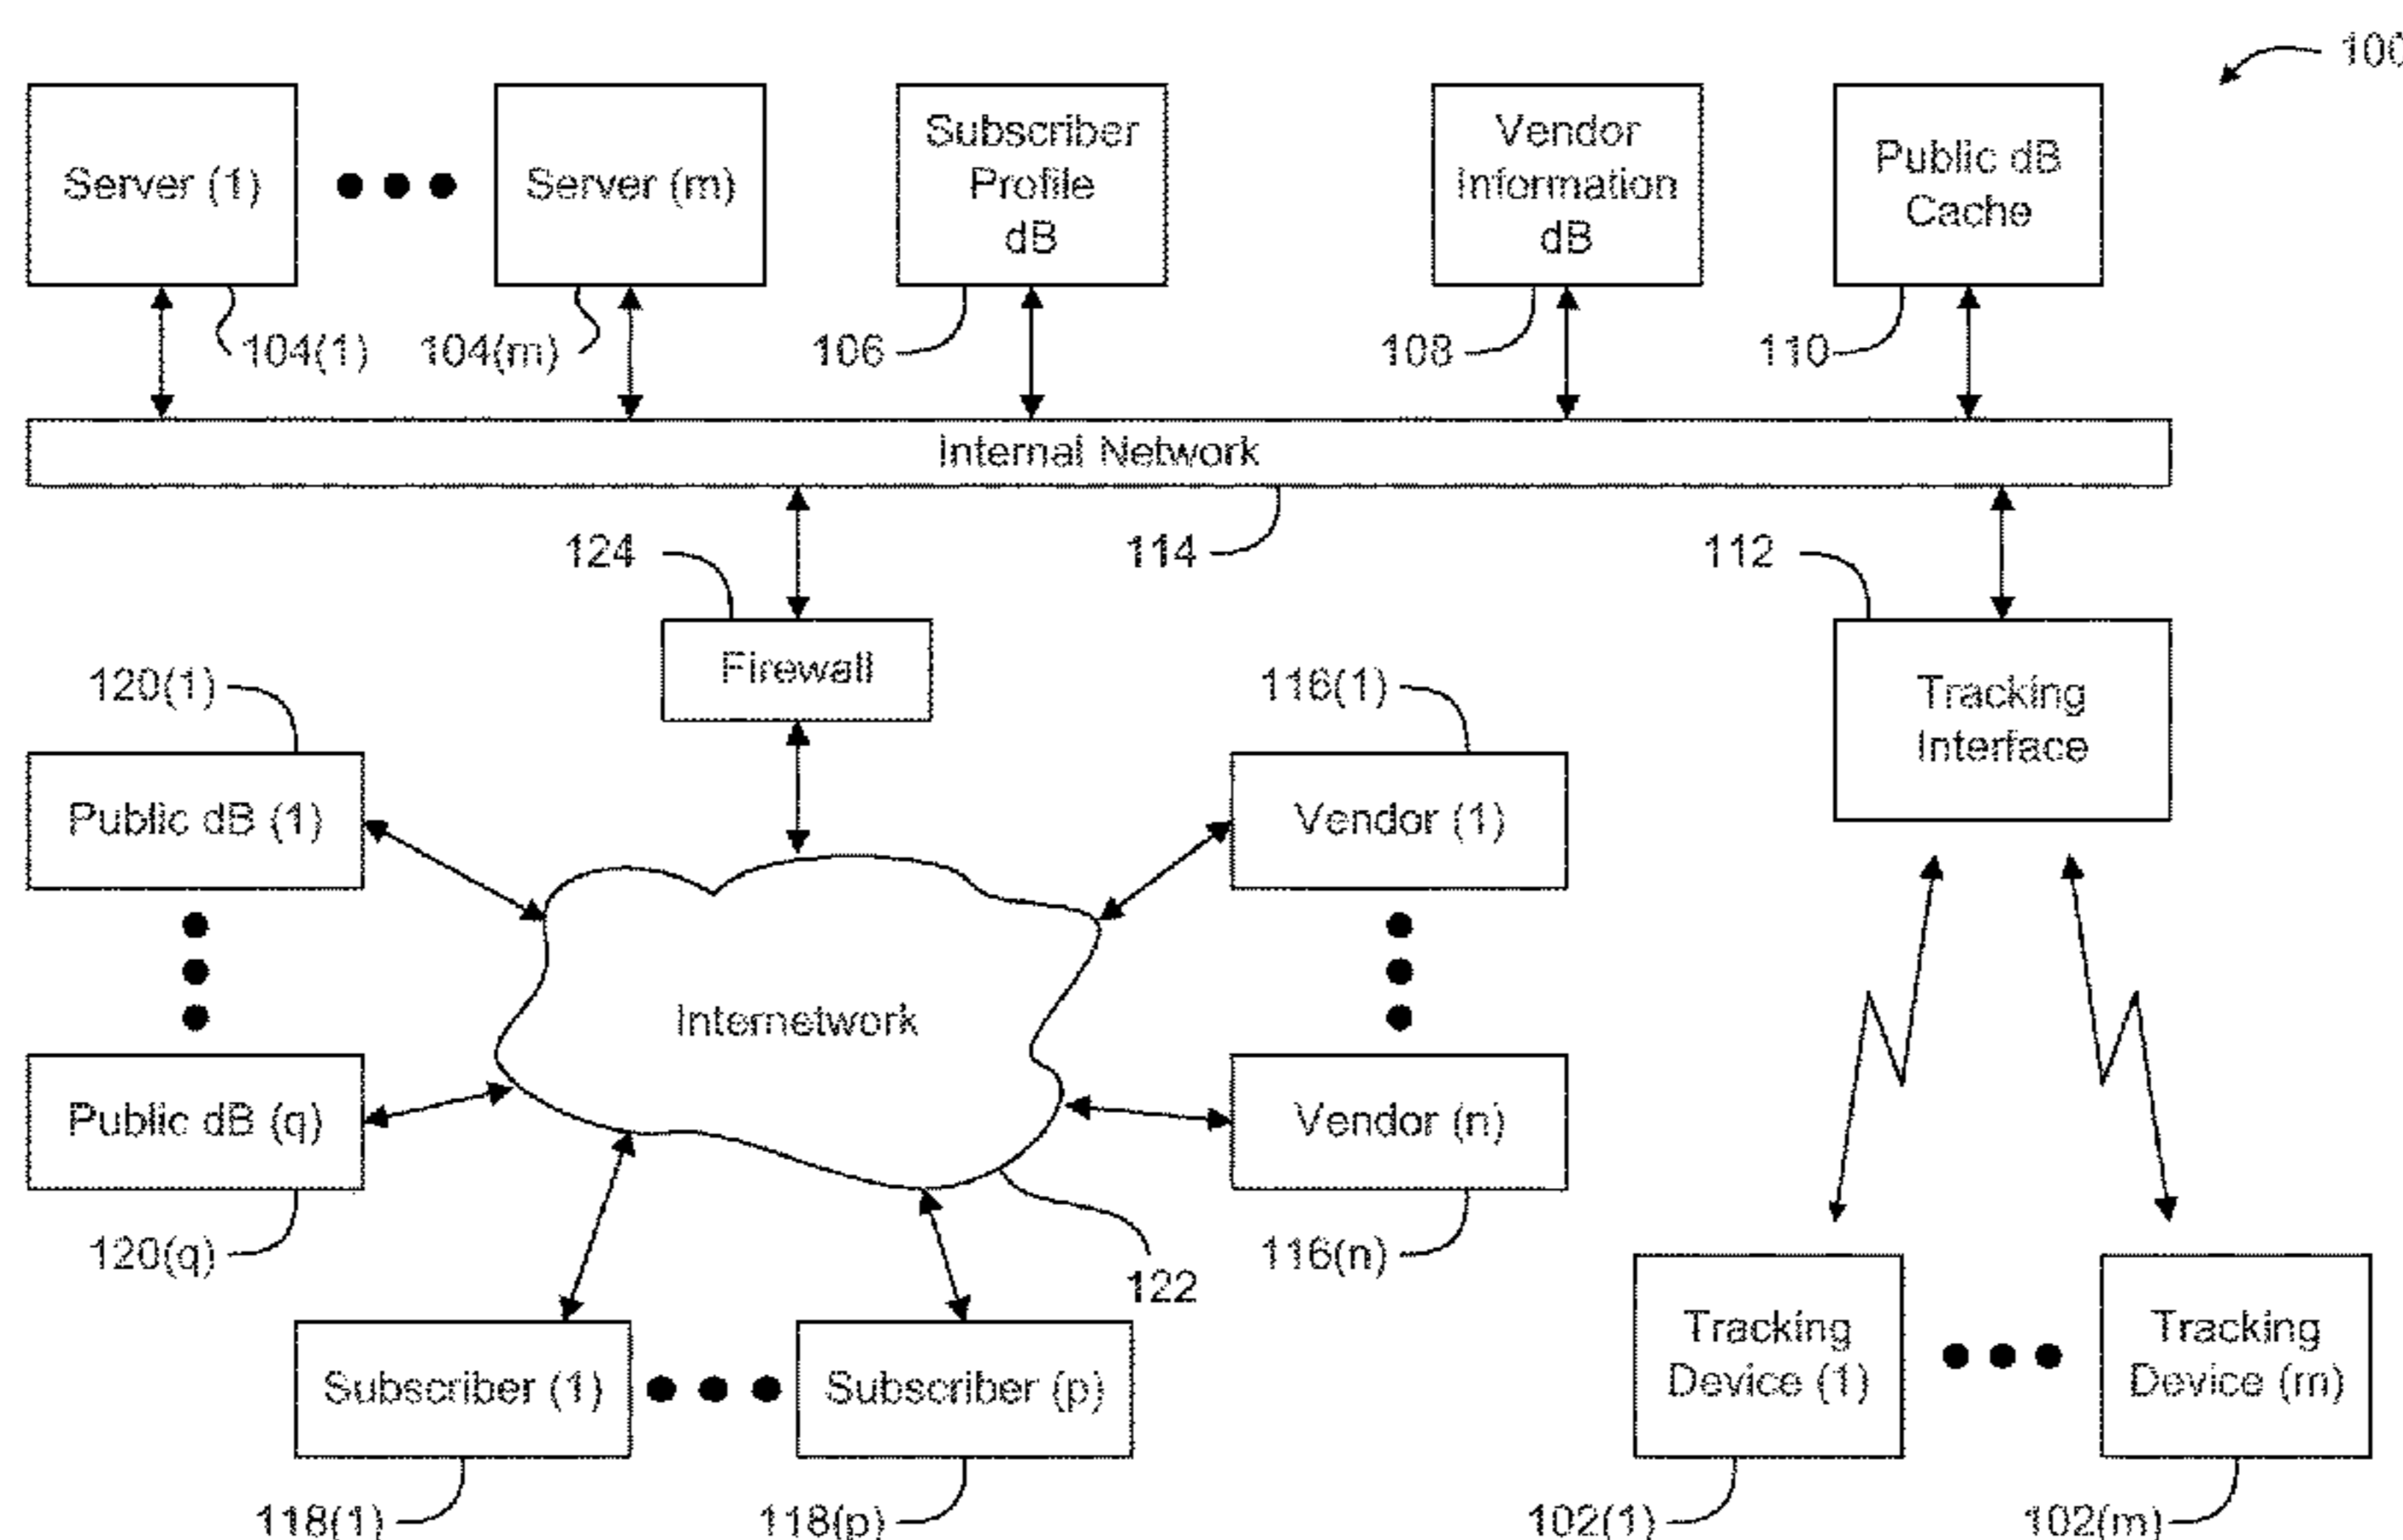 100
Server (1)
Server (m)
Subscriber
Profile
dB
Vendor
Information
dB
Public dB
Cache
104(1)
104(m)
106
108
110
Internal Network
124
114
112
Firewall
Tracking
Interface
120(1)
116(1)
Public dB (1)
Vendor (1)
Internetwork
Public dB (q)
Vendor (n)
120(q)
116(n)
122
Subscriber (1)
Subscriber (p)
Tracking
Device (1)
Tracking
Device (m)
118(1)
118(p)
102(1)
102(m)